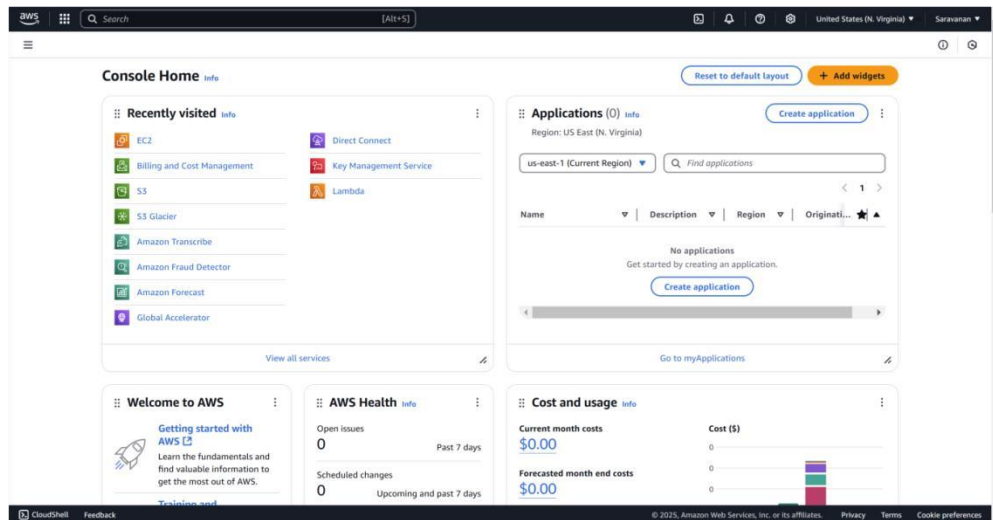 aws
Search [Alt+S]
United States (N. Virginia) ▼
Saravanan ▼
Console Home Info
Reset to default layout
+ Add widgets
Recently visited Info
EC2
Billing and Cost Management
S3
S3 Glacier
Amazon Transcribe
Amazon Fraud Detector
Amazon Forecast
Global Accelerator
Direct Connect
Key Management Service
Lambda
View all services
Applications (0) Info
Create application
Region: US East (N. Virginia)
us-east-1 (Current Region) ▼
Find applications
< 1 >
Name
Description
Region
Originati...
No applications
Get started by creating an application.
Create application
Go to myApplications
Welcome to AWS
Getting started with
AWS
Learn the fundamentals and
find valuable information to
get the most out of AWS.
Training and
AWS Health Info
Open issues
0 Past 7 days
Scheduled changes
0 Upcoming and past 7 days
Cost and usage Info
Current month costs
$0.00
Forecasted month end costs
$0.00
Cost ($)
0
0
0
CloudShell
Feedback
© 2025, Amazon Web Services, Inc. or its affiliates.
Privacy
Terms
Cookie preferences